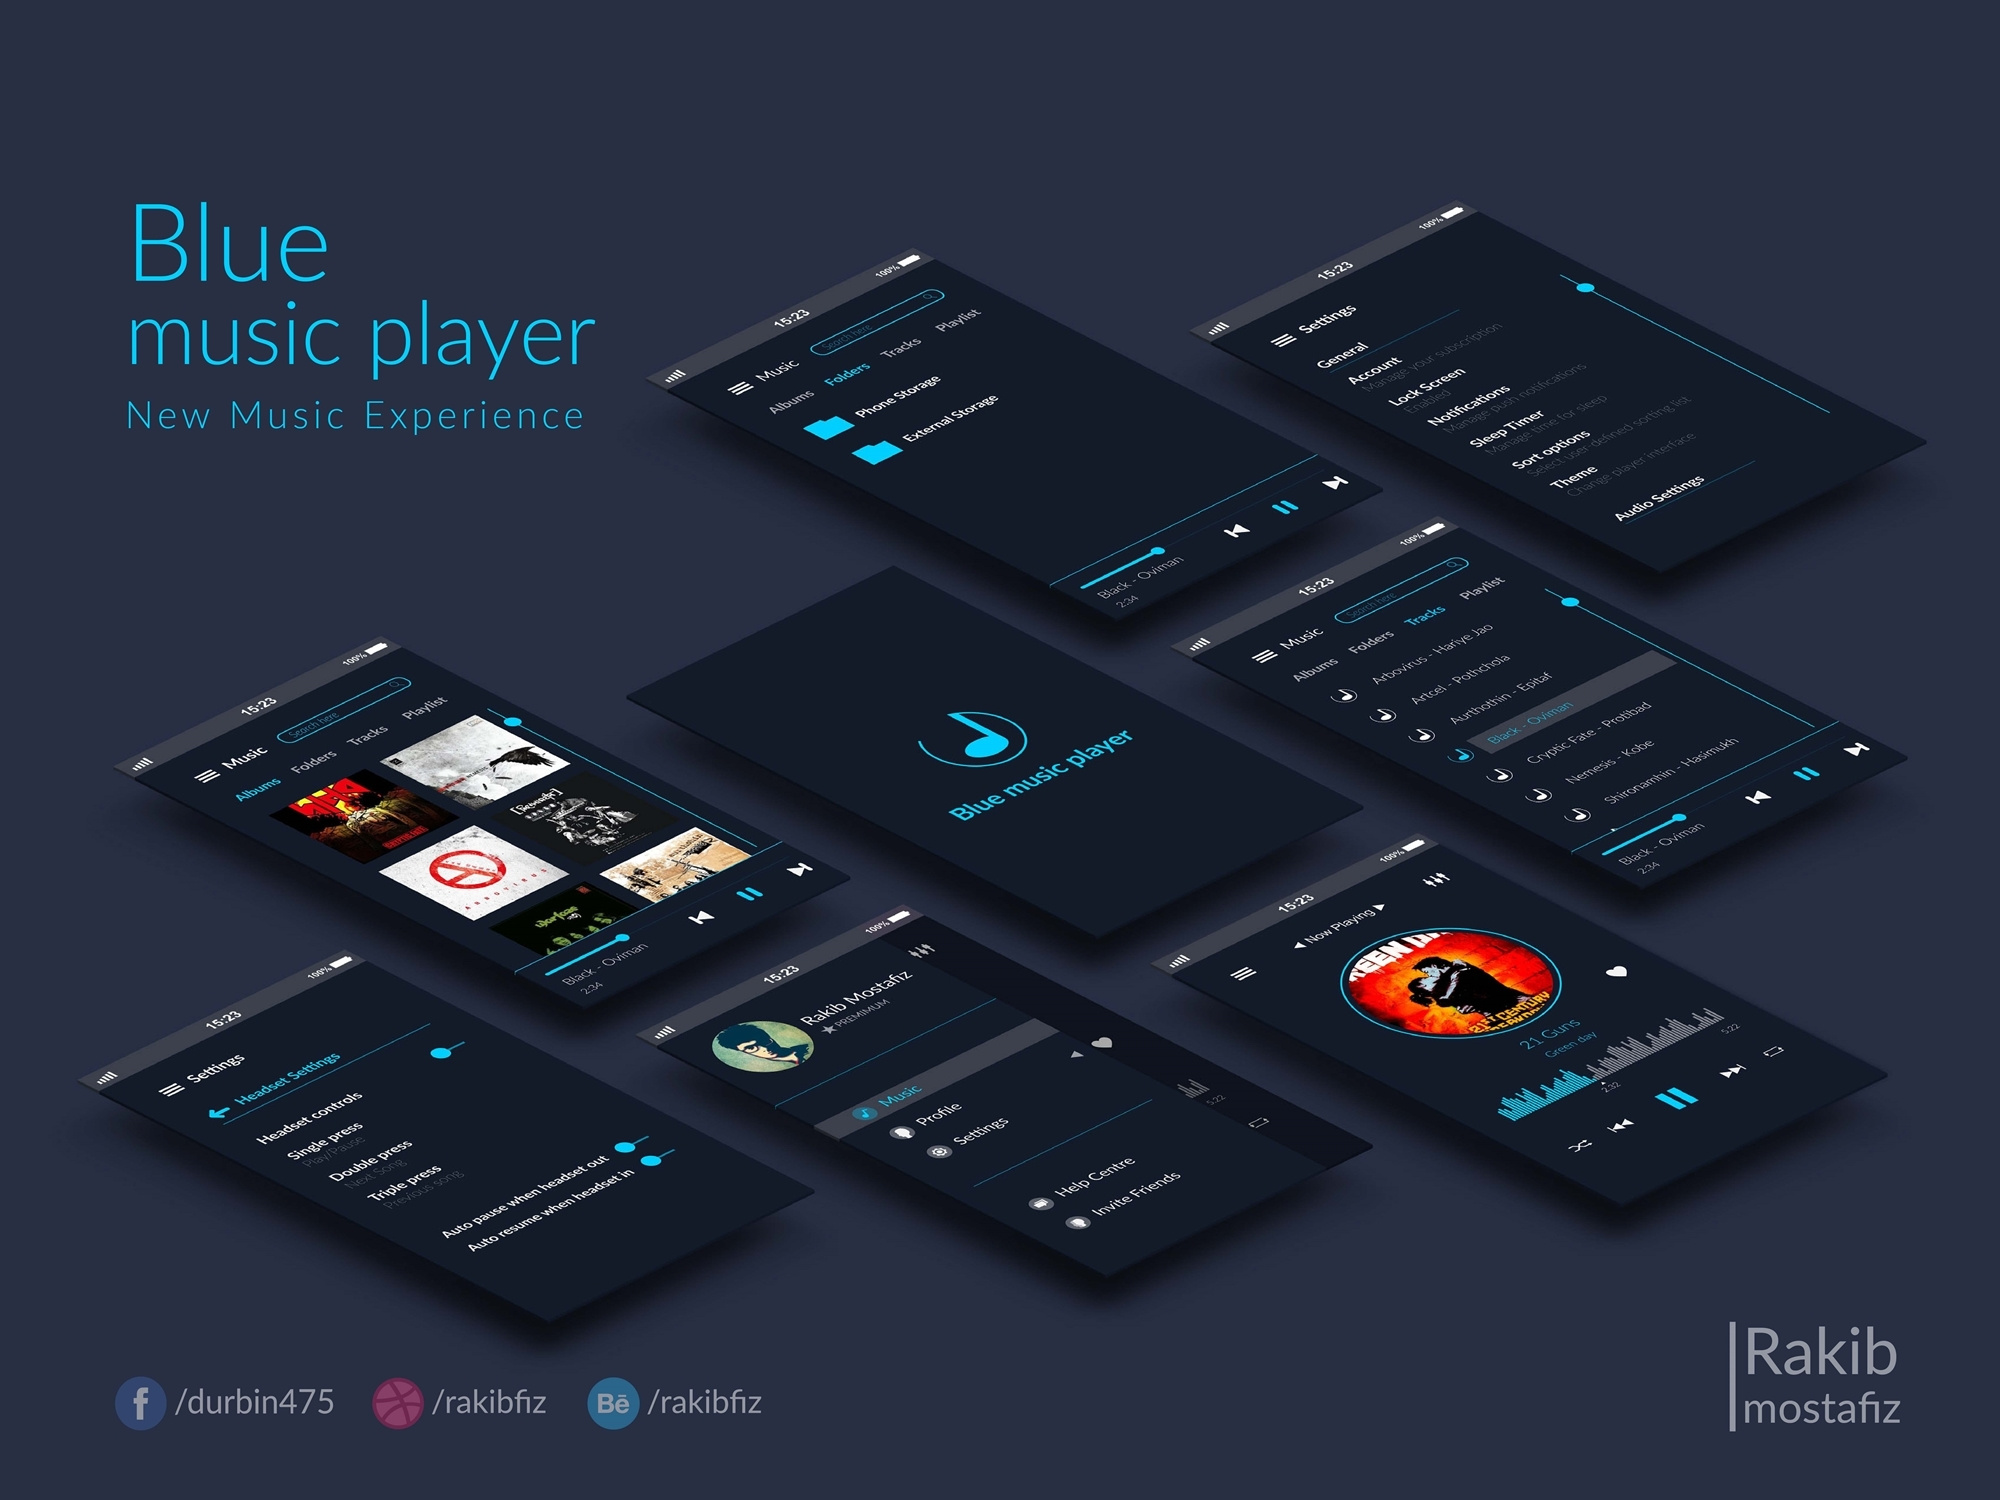 Blue
music player
New Music Experience
15:23
100%
Music
Search here
Albums
Folders
Tracks
Playlist
Phone Storage
External Storage
Black - Oviman
2:34
15:23
100%
Settings
General
Account
Manage your subscription
Lock Screen
Enabled
Notifications
Manage push notifications
Sleep Timer
Manage time for sleep
Sort options
Select user-defined sorting list
Theme
Change player interface
Audio Settings
15:23
100%
Music
Search here
Albums
Folders
Tracks
Playlist
Black - Oviman
2:34
Blue music player
15:23
100%
Music
Search here
Albums
Folders
Tracks
Playlist
Arbovirus - Hariye Jao
Artcel - Pothchola
Aurthothin - Epitaf
Black - Oviman
Cryptic Fate - Protibad
Nemesis - Kobe
Shironamhin - Hasimukh
Black - Oviman
2:34
15:23
100%
Settings
Headset Settings
Headset controls
Single press
Play/Pause
Double press
Next Song
Triple press
Previous song
Auto pause when headset out
Auto resume when headset in
15:23
100%
Rakib Mostafiz
PREMIMUM
Music
Profile
Settings
Help Centre
Invite Friends
5:22
15:23
100%
Now Playing
REEN DA
21ST CENTURY
BREAKDOWN
21 Guns
Green day
2:32
5:22
/durbin475
/rakibfiz
Bē
/rakibfiz
Rakib
mostafiz